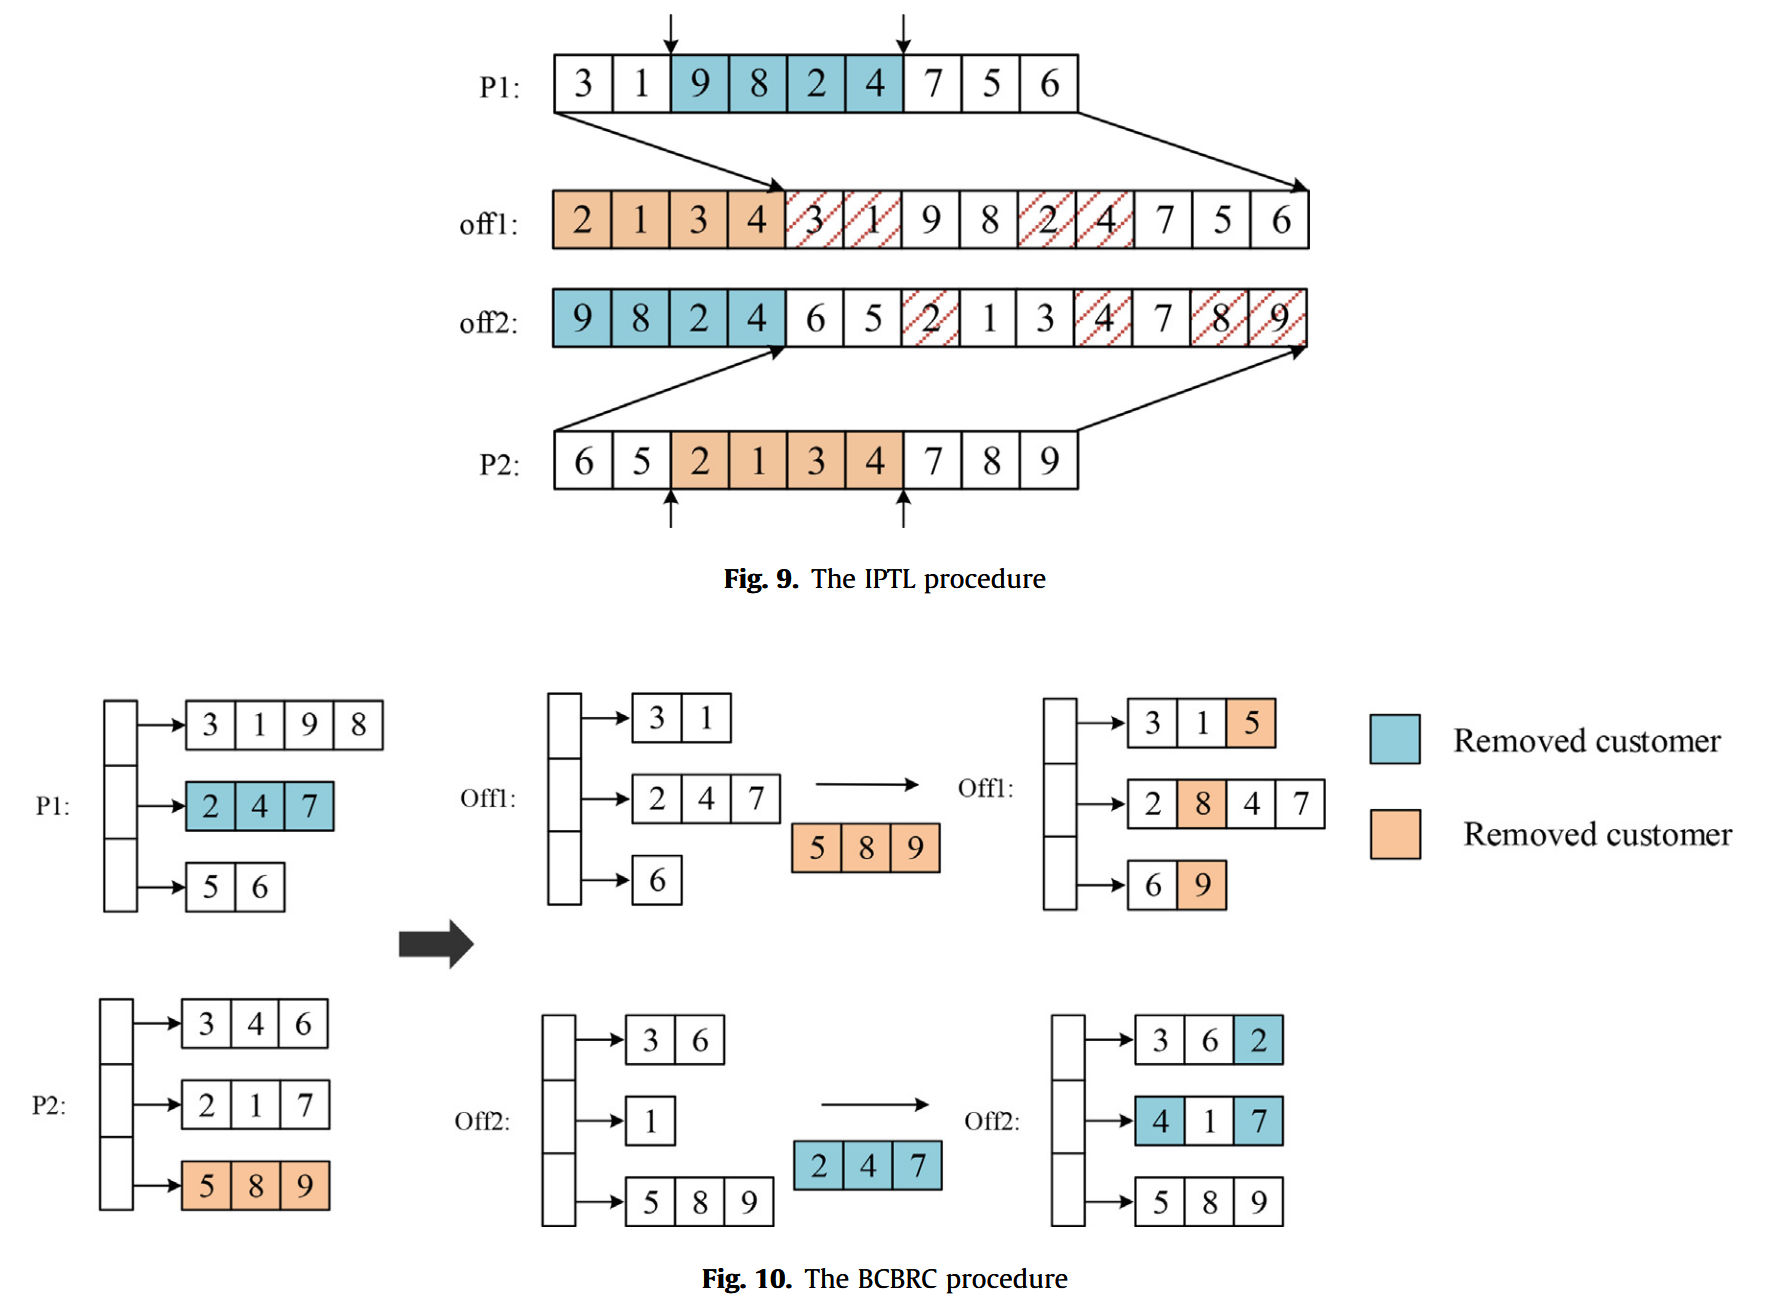 P1: 3 1 9 8 2 4 7 5 6
off1: 2 1 3 4 3 1 9 8 2 4 7 5 6
off2: 9 8 2 4 6 5 2 1 3 4 7 8 9
P2: 6 5 2 1 3 4 7 8 9
Fig. 9. The IPTL procedure
P1:
3 1 9 8
2 4 7
5 6
Off1:
3 1
2 4 7
6
5 8 9
Off1:
3 1 5
2 8 4 7
6 9
Removed customer
Removed customer
P2:
3 4 6
2 1 7
5 8 9
Off2:
3 6
1
5 8 9
2 4 7
Off2:
3 6 2
4 1 7
5 8 9
Fig. 10. The BCBRC procedure